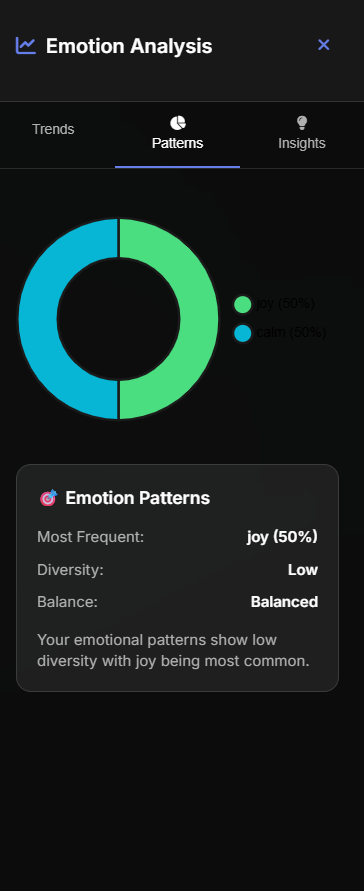 Emotion Analysis
Trends
Patterns
Insights
joy (50%)
calm (50%)
Emotion Patterns
Most Frequent: joy (50%)
Diversity: Low
Balance: Balanced
Your emotional patterns show low
diversity with joy being most common.